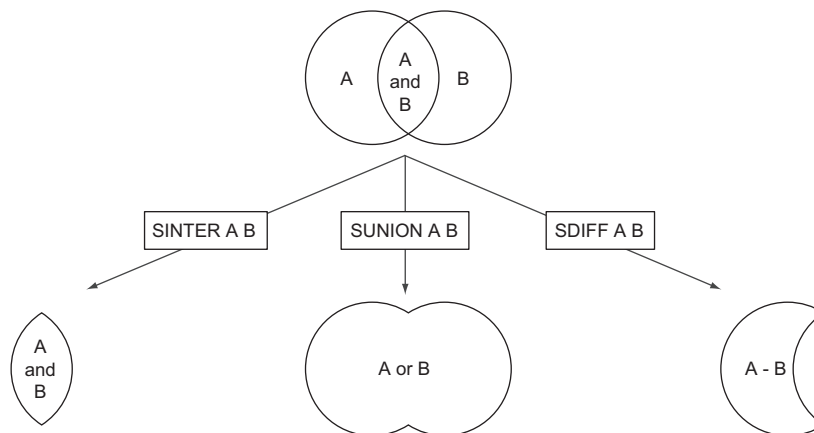 A
A
and
B
B
SINTER A B
SUNION A B
SDIFF A B
A
and
B
A or B
A - B